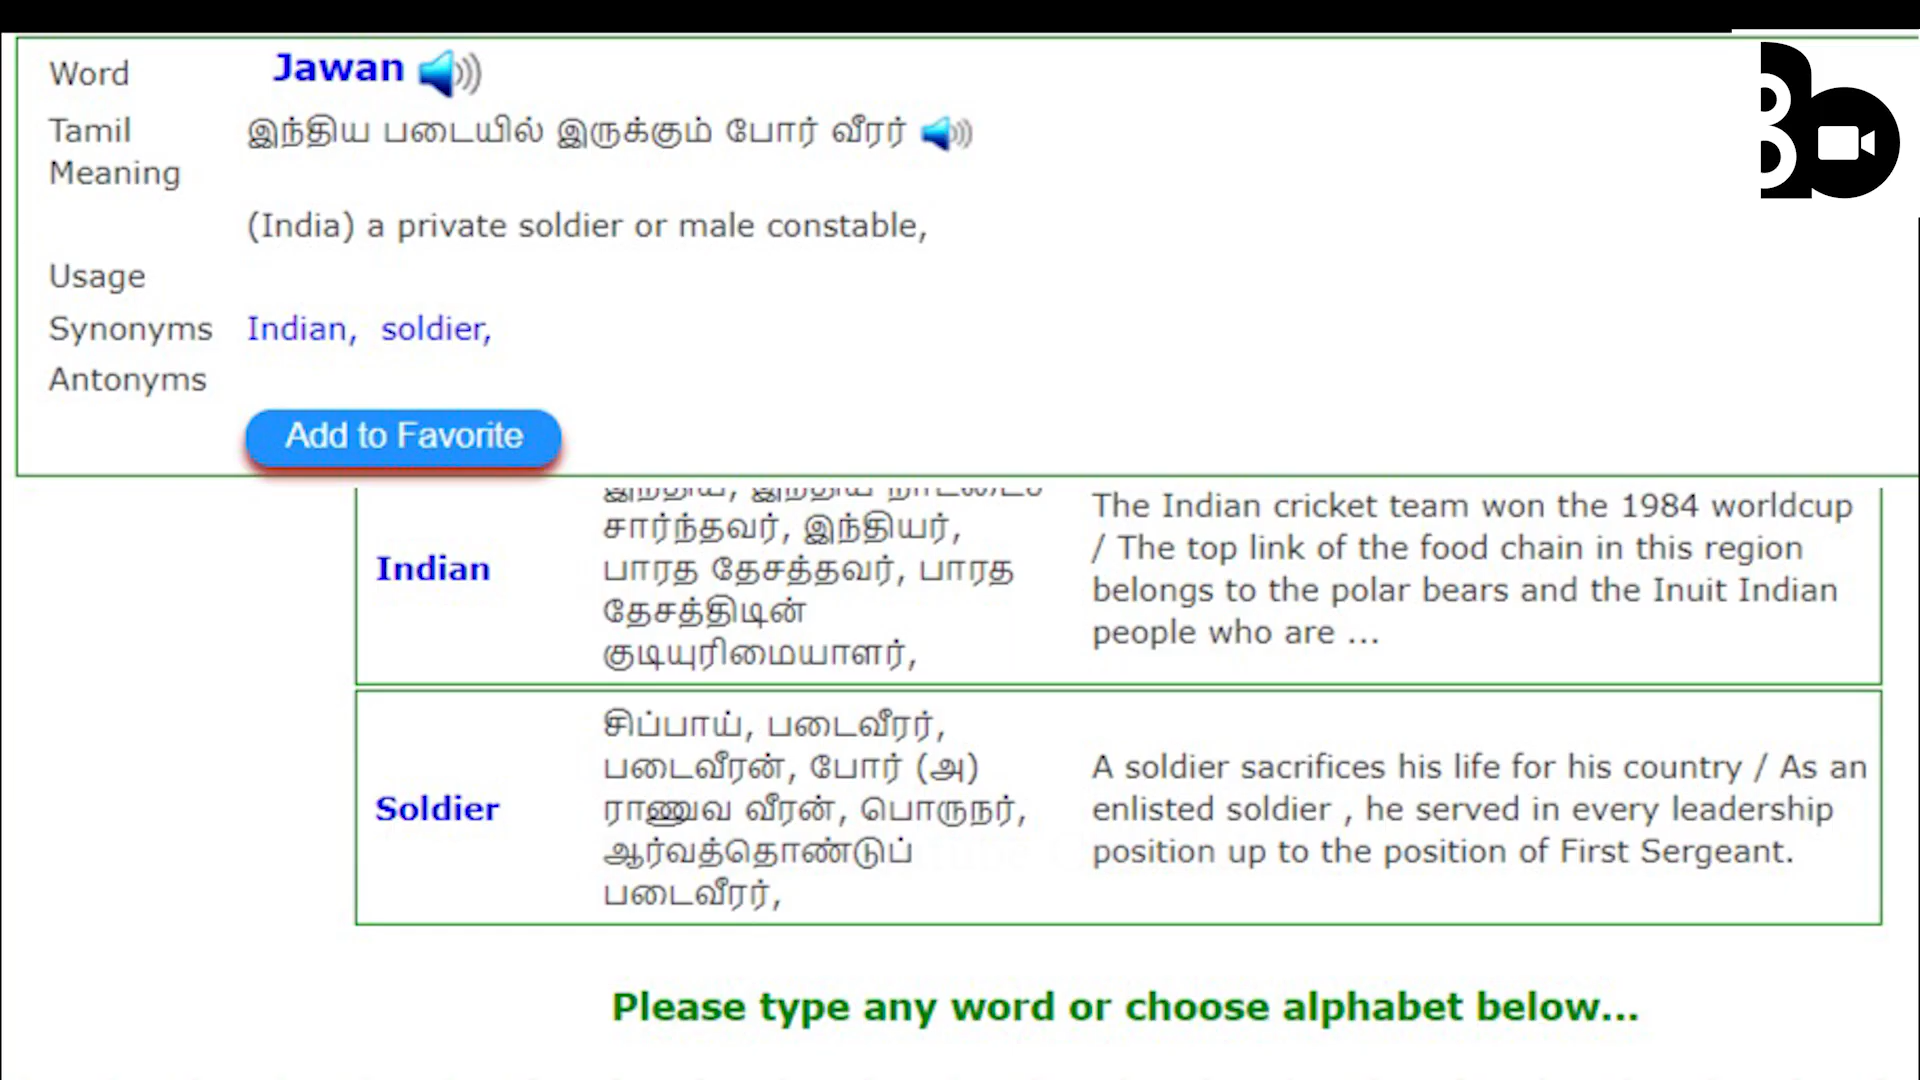 Word Jawan
Tamil இந்திய படையில் இருக்கும் போர் வீரர்
Meaning
(India) a private soldier or male constable,
Usage
Synonyms Indian, soldier,
Antonyms
Add to Favorite
இந்திய, இந்திய நாட்டைச்
சார்ந்தவர், இந்தியர்,
Indian பாரத தேசத்தவர், பாரத
தேசத்திடின்
குடியுரிமையாளர்,
The Indian cricket team won the 1984 worldcup
/ The top link of the food chain in this region
belongs to the polar bears and the Inuit Indian
people who are ...
Soldier
சிப்பாய், படைவீரர்,
படைவீரன், போர் (அ)
ராணுவ வீரன், பொருநர்,
ஆர்வத்தொண்டுப்
படைவீரர்,
A soldier sacrifices his life for his country / As an
enlisted soldier , he served in every leadership
position up to the position of First Sergeant.
Please type any word or choose alphabet below...